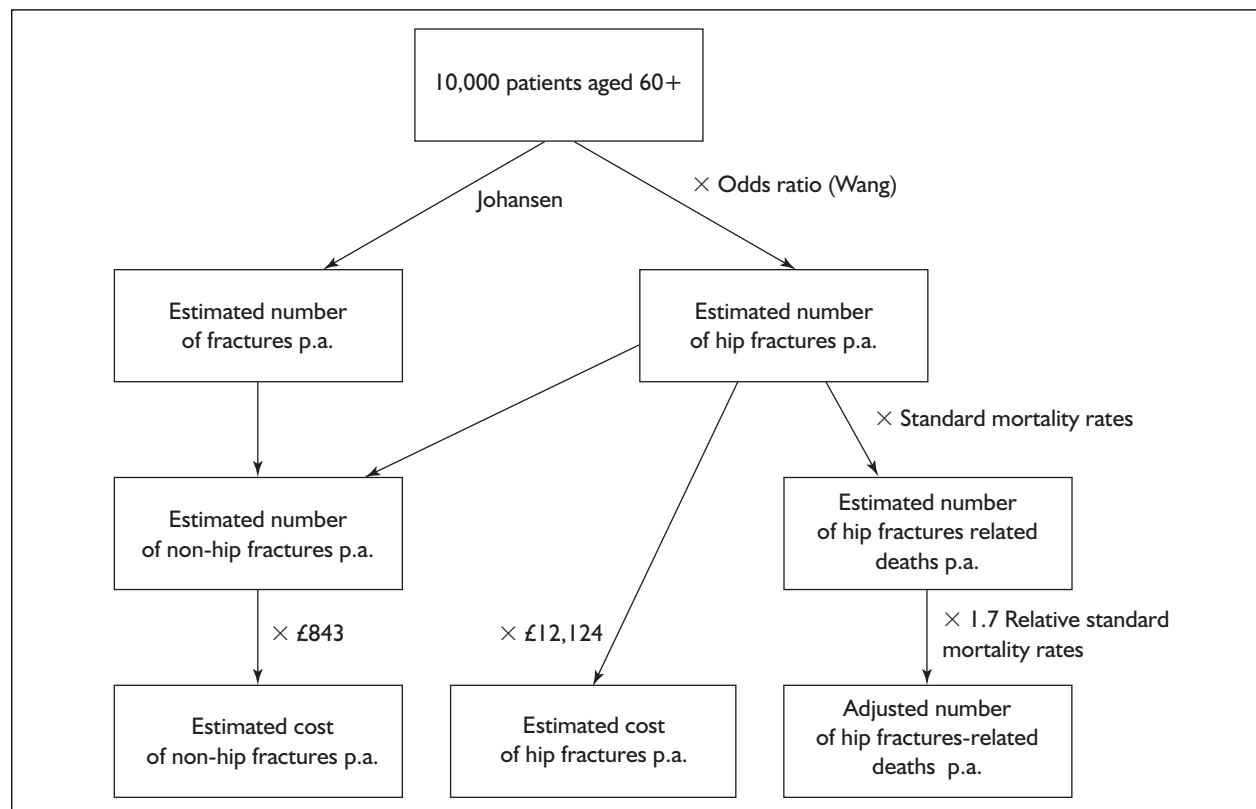 10,000 patients aged 60+
× Odds ratio (Wang)
Johansen
Estimated number
of fractures p.a.
Estimated number
of hip fractures p.a.
× Standard mortality rates
Estimated number
of non-hip fractures p.a.
Estimated number
of hip fractures related
deaths p.a.
× £843
× £12,124
× 1.7 Relative standard
mortality rates
Estimated cost
of non-hip fractures p.a.
Estimated cost
of hip fractures p.a.
Adjusted number
of hip fractures-related
deaths p.a.